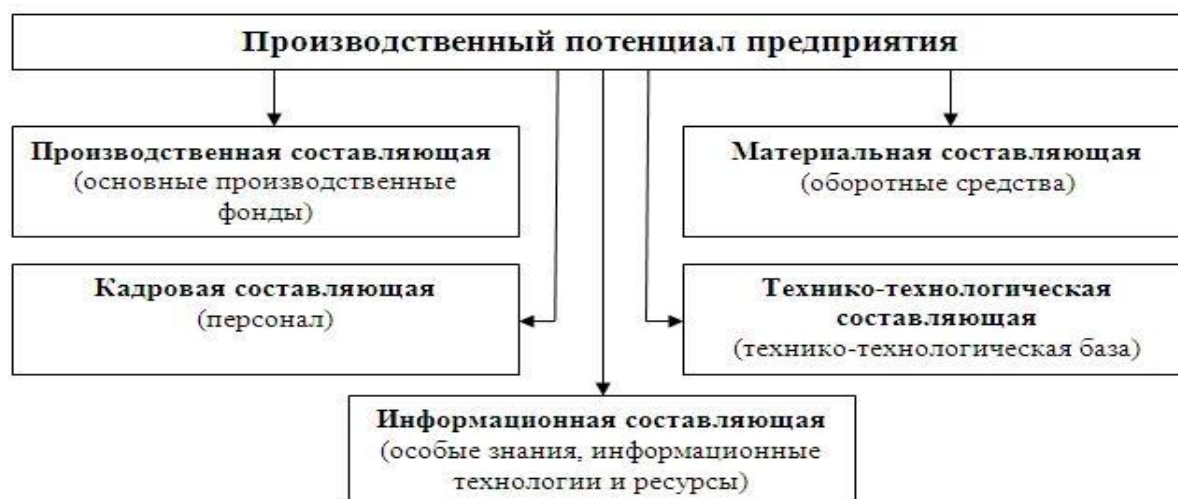 Производственный потенциал предприятия
Производственная составляющая
(основные производственные
фонды)
Материальная составляющая
(оборотные средства)
Кадровая составляющая
(персонал)
Технико-технологическая
составляющая
(технико-технологическая база)
Информационная составляющая
(особые знания, информационные
технологии и ресурсы)